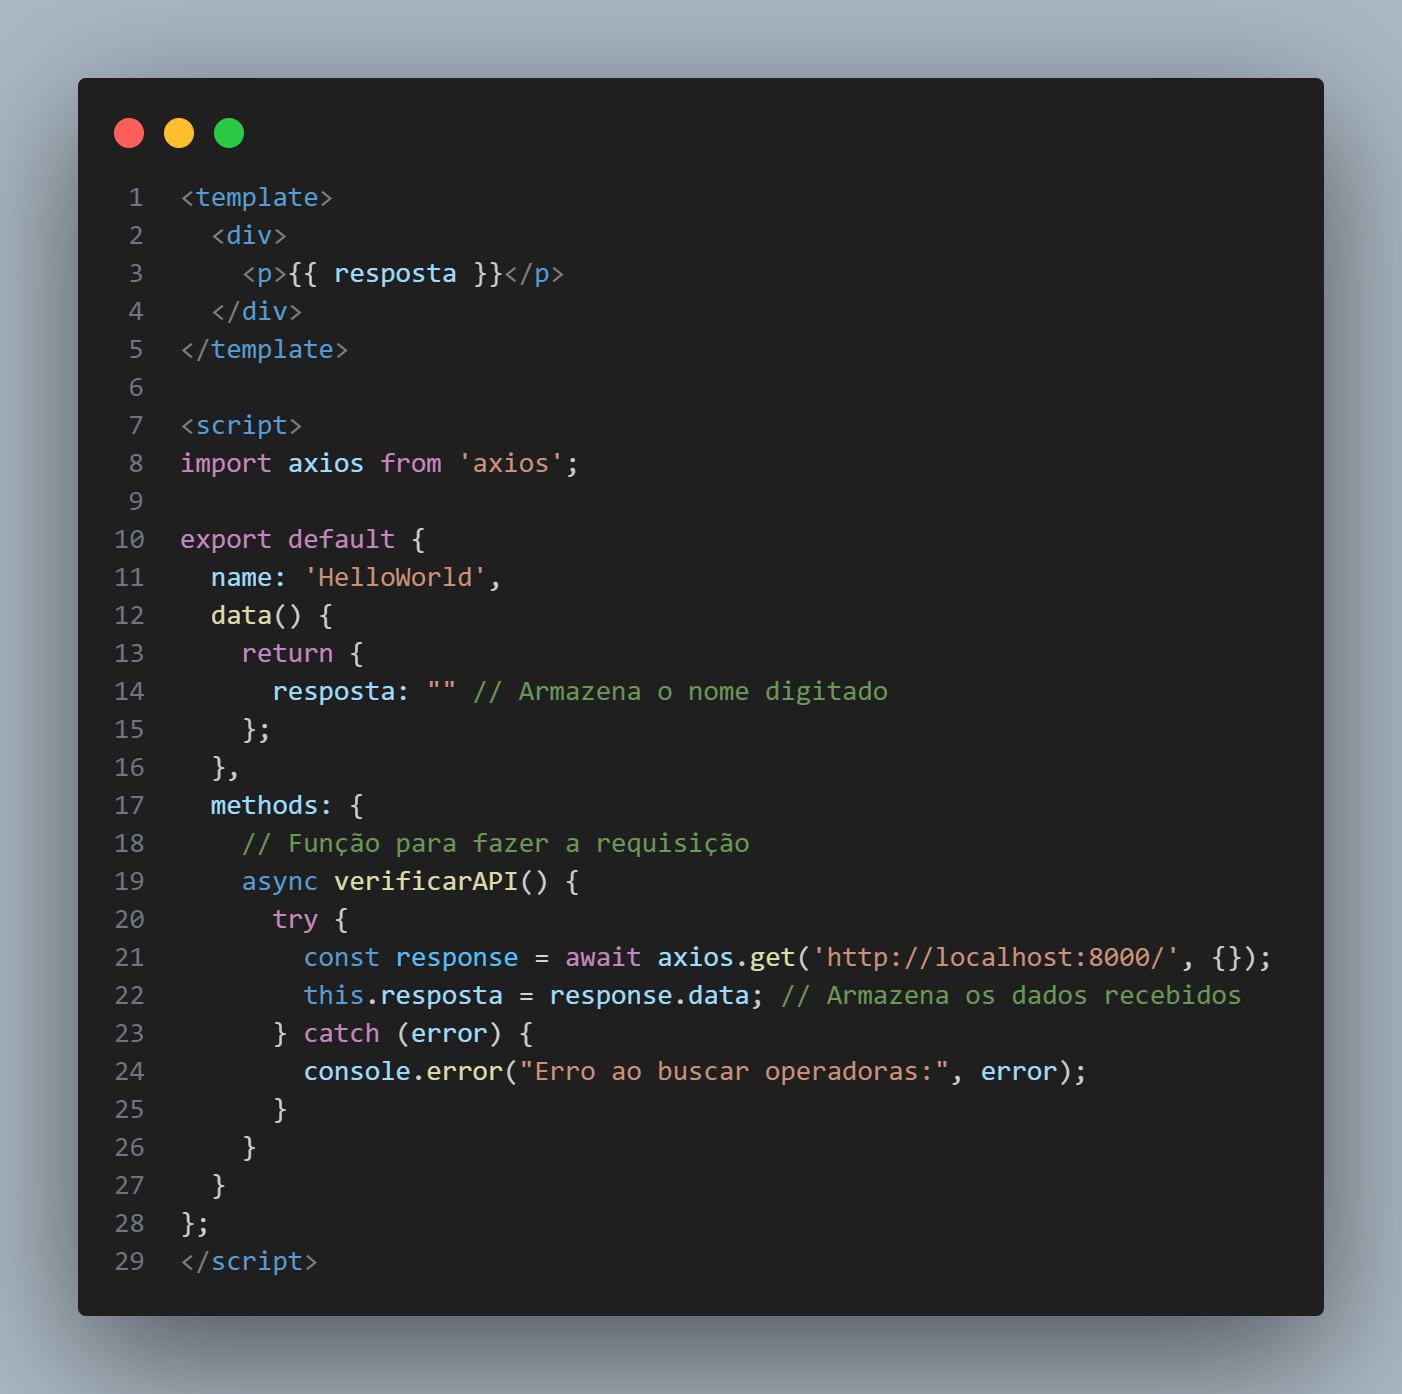 1 <template>
2   <div>
3     <p>{{ resposta }}</p>
4   </div>
5 </template>
6
7 <script>
8 import axios from 'axios';
9
10 export default {
11   name: 'HelloWorld',
12   data() {
13     return {
14       resposta: "" // Armazena o nome digitado
15     };
16   },
17   methods: {
18     // Função para fazer a requisição
19     async verificarAPI() {
20       try {
21         const response = await axios.get('http://localhost:8000/', {});
22         this.resposta = response.data; // Armazena os dados recebidos
23       } catch (error) {
24         console.error("Erro ao buscar operadoras:", error);
25       }
26     }
27   }
28 };
29 </script>